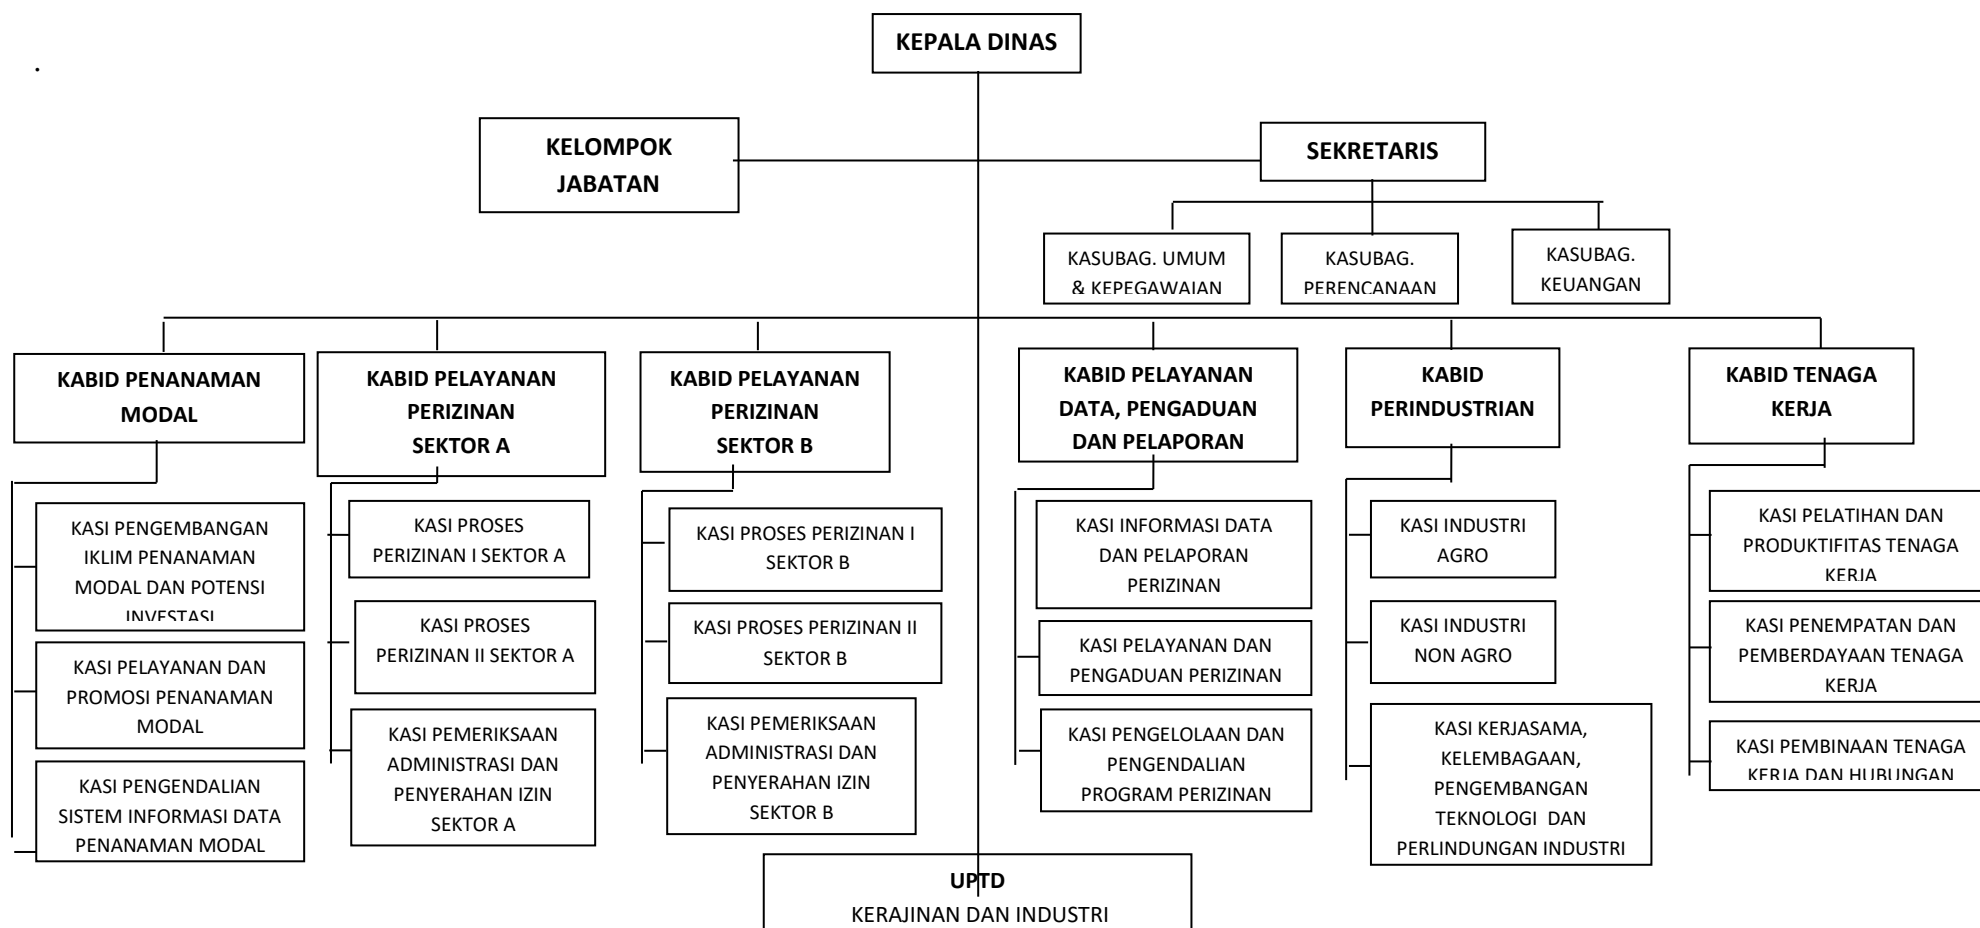 KEPALA DINAS
.
KELOMPOK
JABATAN
SEKRETARIS
KASUBAG. UMUM
& KEPEGAWAIAN
KASUBAG.
PERENCANAAN
KASUBAG.
KEUANGAN
KABID PENANAMAN
MODAL
KABID PELAYANAN
PERIZINAN
SEKTOR A
KABID PELAYANAN
PERIZINAN
SEKTOR B
KABID PELAYANAN
DATA, PENGADUAN
DAN PELAPORAN
KABID
PERINDUSTRIAN
KABID TENAGA
KERJA
KASI PENGEMBANGAN
IKLIM PENANAMAN
MODAL DAN POTENSI
INVESTASI
KASI PELAYANAN DAN
PROMOSI PENANAMAN
MODAL
KASI PENGENDALIAN
SISTEM INFORMASI DATA
PENANAMAN MODAL
KASI PROSES
PERIZINAN I SEKTOR A
KASI PROSES
PERIZINAN II SEKTOR A
KASI PEMERIKSAAN
ADMINISTRASI DAN
PENYERAHAN IZIN
SEKTOR A
KASI PROSES PERIZINAN I
SEKTOR B
KASI PROSES PERIZINAN II
SEKTOR B
KASI PEMERIKSAAN
ADMINISTRASI DAN
PENYERAHAN IZIN
SEKTOR B
KASI INFORMASI DATA
DAN PELAPORAN
PERIZINAN
KASI PELAYANAN DAN
PENGADUAN PERIZINAN
KASI PENGELOLAAN DAN
PENGENDALIAN
PROGRAM PERIZINAN
KASI INDUSTRI
AGRO
KASI INDUSTRI
NON AGRO
KASI KERJASAMA,
KELEMBAGAAN,
PENGEMBANGAN
TEKNOLOGI DAN
PERLINDUNGAN INDUSTRI
KASI PELATIHAN DAN
PRODUKTIFITAS TENAGA
KERJA
KASI PENEMPATAN DAN
PEMBERDAYAAN TENAGA
KERJA
KASI PEMBINAAN TENAGA
KERJA DAN HUBUNGAN
UPTD
KERAJINAN DAN INDUSTRI